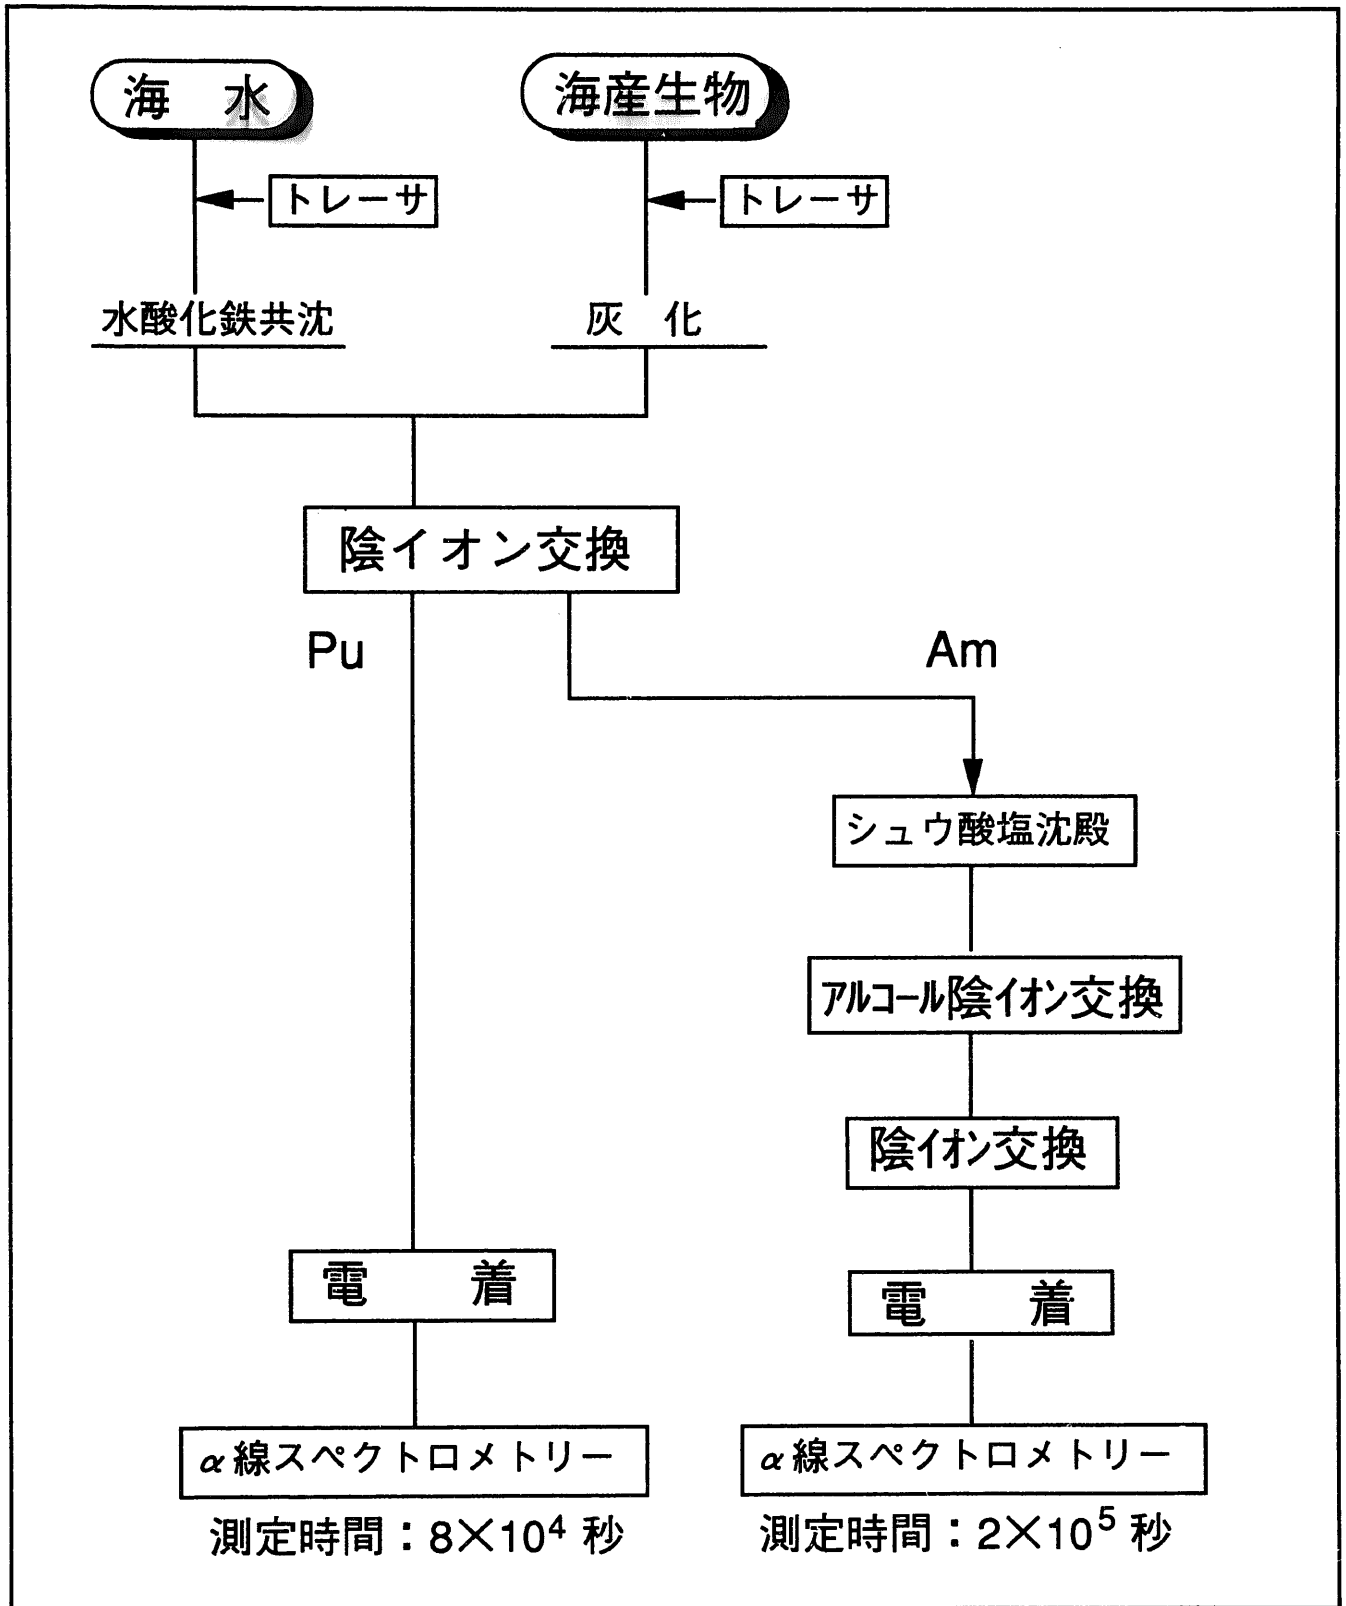 海 水
海産生物
トレーサ
トレーサ
水酸化鉄共沈
灰 化
陰イオン交換
Pu
Am
シュウ酸塩沈殿
アルコール陰イオン交換
陰イオン交換
電 着
電 着
α線スペクトロメトリー
α線スペクトロメトリー
測定時間：8×10⁴ 秒
測定時間：2×10⁵ 秒